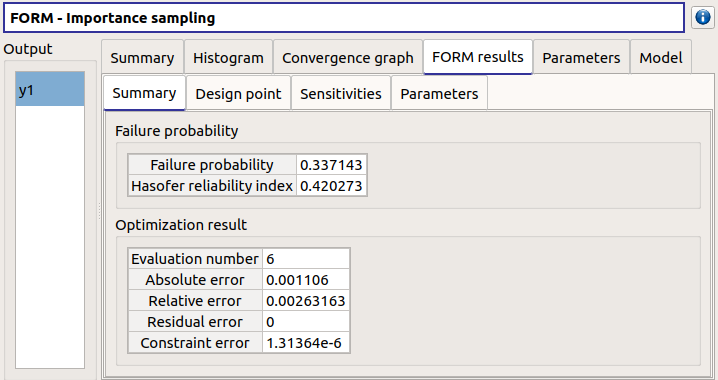 FORM - Importance sampling
Output
y1
Summary Histogram Convergence graph FORM results Parameters Model
Summary Design point Sensitivities Parameters
Failure probability
Failure probability 0.337143
Hasofer reliability index 0.420273
Optimization result
Evaluation number 6
Absolute error 0.001106
Relative error 0.00263163
Residual error 0
Constraint error 1.31364e-6